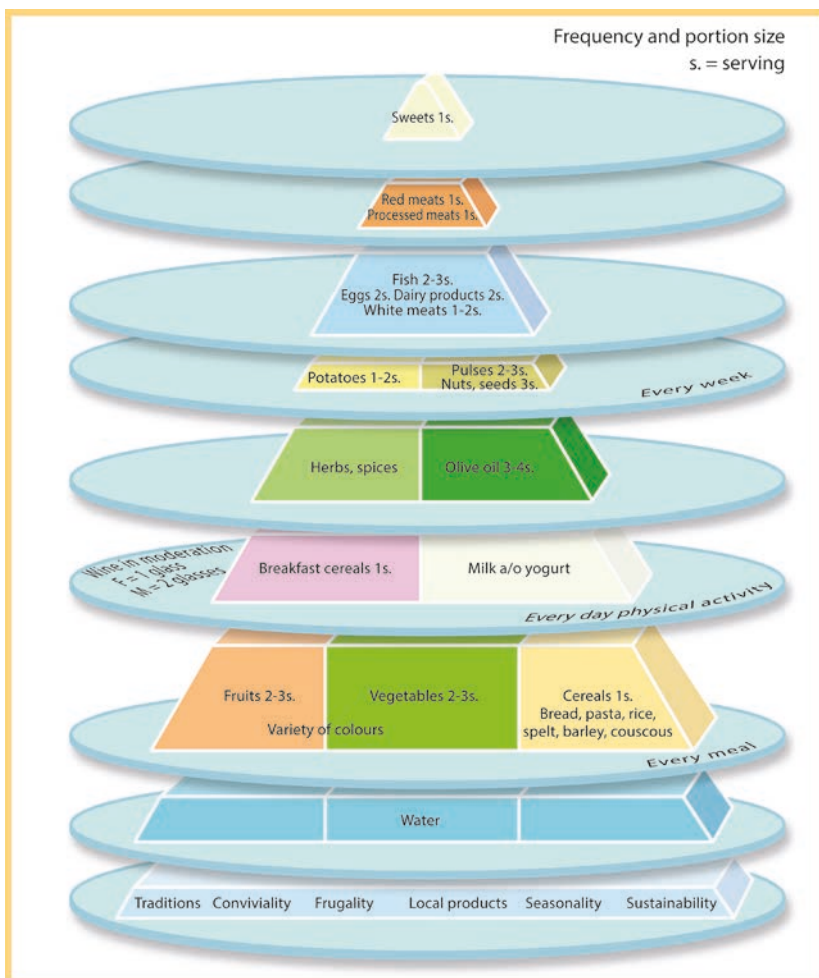 Frequency and portion size
s. = serving
Sweets 1s.
Red meats 1s.
Processed meats 1s.
Fish 2-3s.
Eggs 2s. Dairy products 2s.
White meats 1-2s.
Potatoes 1-2s.
Pulses 2-3s.
Nuts, seeds 3s.
Every week
Herbs, spices
Olive oil 3-4s.
Wine in moderation
F = 1 glass
M = 2 glasses
Breakfast cereals 1s.
Milk a/o yogurt
Every day physical activity
Fruits 2-3s.
Vegetables 2-3s.
Variety of colours
Cereals 1s.
Bread, pasta, rice,
spelt, barley, couscous
Every meal
Water
Traditions Conviviality Frugality Local products Seasonality Sustainability